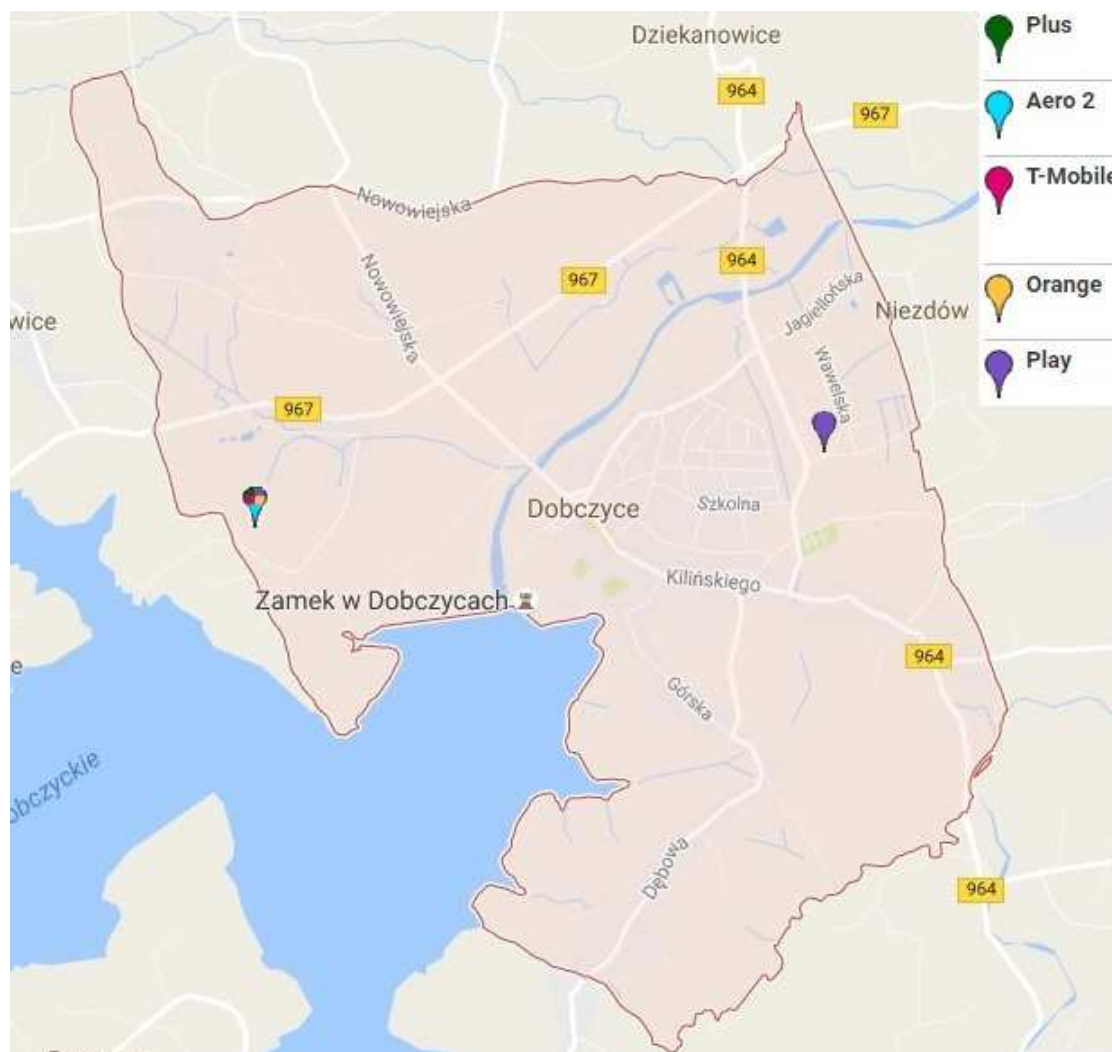 Dziekanowice
964
967
Nowowiejska
Nowowiejska
964
967
Jagiellońska
Niezdów
wice
Wawelska
967
Dobczyce
Szkolna
Kilińskiego
Zamek w Dobczycach
e
964
Górska
obczyckie
Dębowa
964
Plus
Aero 2
T-Mobile
Orange
Play